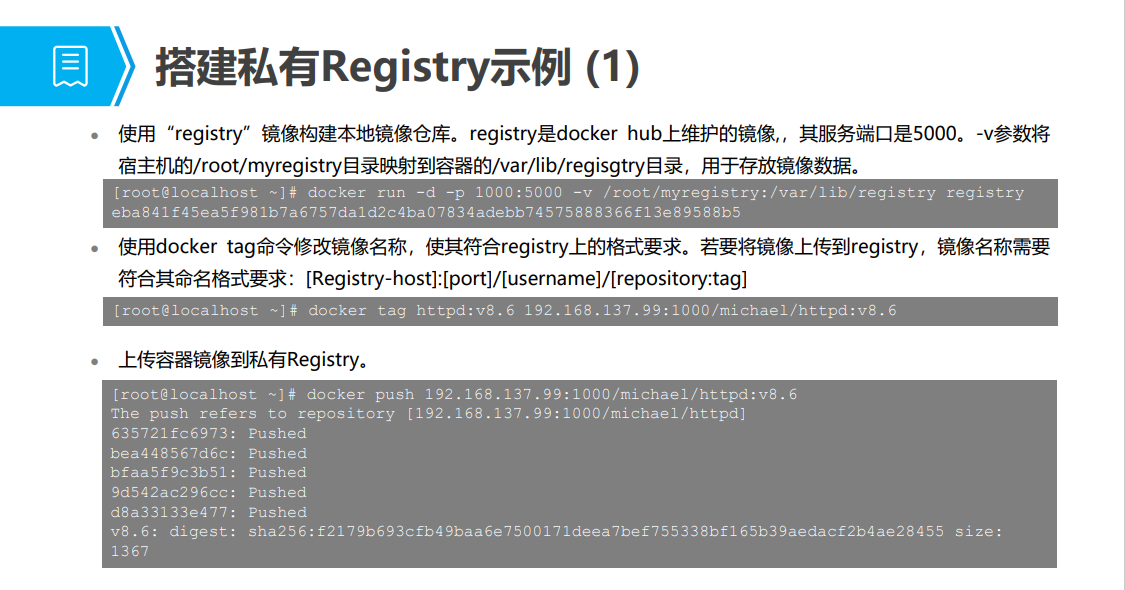 搭建私有Registry示例 (1)
使用“registry”镜像构建本地镜像仓库。registry是docker hub上维护的镜像,，其服务端口是5000。-v参数将
宿主机的/root/myregistry目录映射到容器的/var/lib/regisgtry目录，用于存放镜像数据。
[root@localhost ~]# docker run -d -p 1000:5000 -v /root/myregistry:/var/lib/registry registry
eba841f45ea5f981b7a6757da1d2c4ba07834adebb74575888366f13e89588b5
使用docker tag命令修改镜像名称，使其符合registry上的格式要求。若要将镜像上传到registry，镜像名称需要
符合其命名格式要求：[Registry-host]:[port]/[username]/[repository:tag]
[root@localhost ~]# docker tag httpd:v8.6 192.168.137.99:1000/michael/httpd:v8.6
上传容器镜像到私有Registry。
[root@localhost ~]# docker push 192.168.137.99:1000/michael/httpd:v8.6
The push refers to repository [192.168.137.99:1000/michael/httpd]
635721fc6973: Pushed
bea448567d6c: Pushed
bfaa5f9c3b51: Pushed
9d542ac296cc: Pushed
d8a33133e477: Pushed
v8.6: digest: sha256:f2179b693cfb49baa6e7500171deea7bef755338bf165b39aedacf2b4ae28455 size:
1367